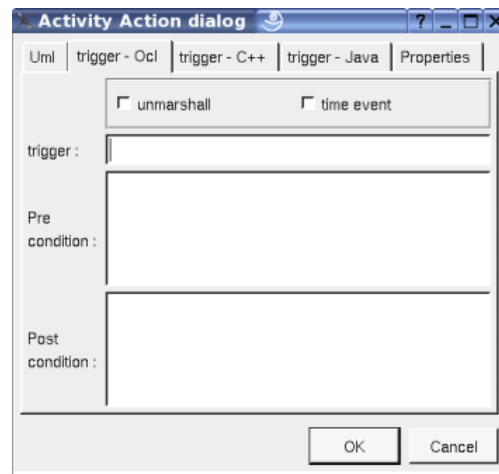 Activity Action dialog
Uml trigger - Ocl trigger - C++ trigger - Java Properties
unmarshall time event
trigger :
Pre
condition :
Post
condition :
OK Cancel